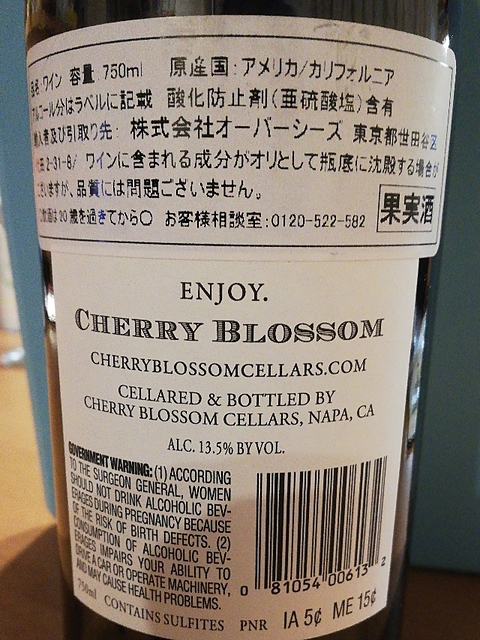 品名:ワイン 容量:750ml 原産国:アメリカ/カリフォルニア
アルコール分はラベルに記載 酸化防止剤(亜硫酸塩)含有
輸入者及び引取り先: 株式会社オーバーシーズ 東京都世田谷区
2-31-8/ ワインに含まれる成分がオリとして瓶底に沈殿する場合が
ございますが、品質には問題ございません。
飲酒は20歳を過ぎてから〇 お客様相談室:0120-522-582
果実酒
ENJOY.
CHERRY BLOSSOM
CHERRYBLOSSOMCELLARS.COM
CELLARED & BOTTLED BY
CHERRY BLOSSOM CELLARS, NAPA, CA
ALC. 13.5% BY VOL.
GOVERNMENT WARNING: (1) ACCORDING
TO THE SURGEON GENERAL, WOMEN
SHOULD NOT DRINK ALCOHOLIC BEV-
ERAGES DURING PREGNANCY BECAUSE
OF THE RISK OF BIRTH DEFECTS. (2)
CONSUMPTION OF ALCOHOLIC BEV-
ERAGES IMPAIRS YOUR ABILITY TO
DRIVE A CAR OR OPERATE MACHINERY,
AND MAY CAUSE HEALTH PROBLEMS.
0 81054 00613 2
750ml CONTAINS SULFITES PNR IA 5¢ ME 15¢